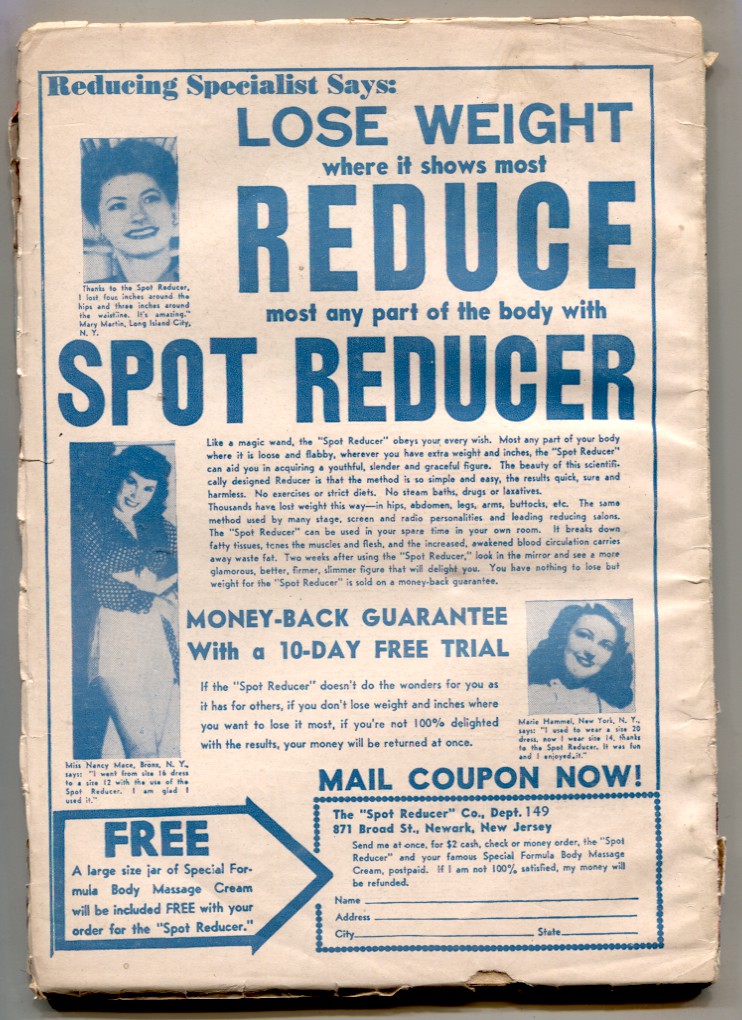 Reducing Specialist Says:
LOSE WEIGHT
where it shows most
REDUCE
most any part of the body with
SPOT REDUCER
Thanks to the Spot Reducer,
I lost four inches around the
hips and three inches around
the waistline. It's amazing."
Mary Martin, Long Island City,
N. Y.
Like a magic wand, the "Spot Reducer" obeys your every wish. Most any part of your body
where it is loose and flabby, wherever you have extra weight and inches, the "Spot Reducer"
can aid you in acquiring a youthful, slender and graceful figure. The beauty of this scientifi-
cally designed Reducer is that the method is so simple and easy, the results quick, sure and
harmless. No exercises or strict diets. No steam baths, drugs or laxatives.
Thousands have lost weight this way—in hips, abdomen, legs, arms, buttocks, etc. The same
method used by many stage, screen and radio personalities and leading reducing salons.
The "Spot Reducer" can be used in your spare time in your own room. It breaks down
fatty tissues, tones the muscles and flesh, and the increased, awakened blood circulation carries
away waste fat. Two weeks after using the "Spot Reducer," look in the mirror and see a more
glamorous, better, firmer, slimmer figure that will delight you. You have nothing to lose but
weight for the "Spot Reducer" is sold on a money-back guarantee.
MONEY-BACK GUARANTEE
With a 10-DAY FREE TRIAL
If the "Spot Reducer" doesn't do the wonders for you as
it has for others, if you don't lose weight and inches where
you want to lose it most, if you're not 100% delighted
with the results, your money will be returned at once.
Marie Hammel, New York, N. Y.,
says: "I used to wear a size 20
dress, now I wear size 14, thanks
to the Spot Reducer. It was fun
and I enjoyed it."
Miss Nancy Mace, Bronx, N. Y.,
says: "I went from size 16 dress
to a size 12 with the use of the
Spot Reducer. I am glad I
used it."
MAIL COUPON NOW!
FREE
A large size jar of Special For-
mula Body Massage Cream
will be included FREE with your
order for the "Spot Reducer."
The "Spot Reducer" Co., Dept. 149
871 Broad St., Newark, New Jersey
Send me at once, for $2 cash, check or money order, the "Spot
Reducer" and your famous Special Formula Body Massage
Cream, postpaid. If I am not 100% satisfied, my money will
be refunded.
Name
Address
City State